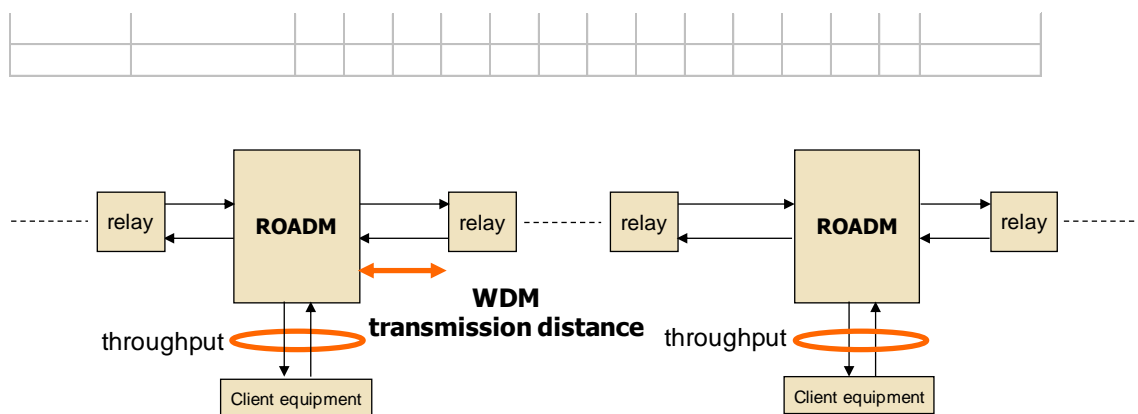 relay
ROADM
relay
relay
ROADM
relay
WDM
transmission distance
throughput
throughput
Client equipment
Client equipment